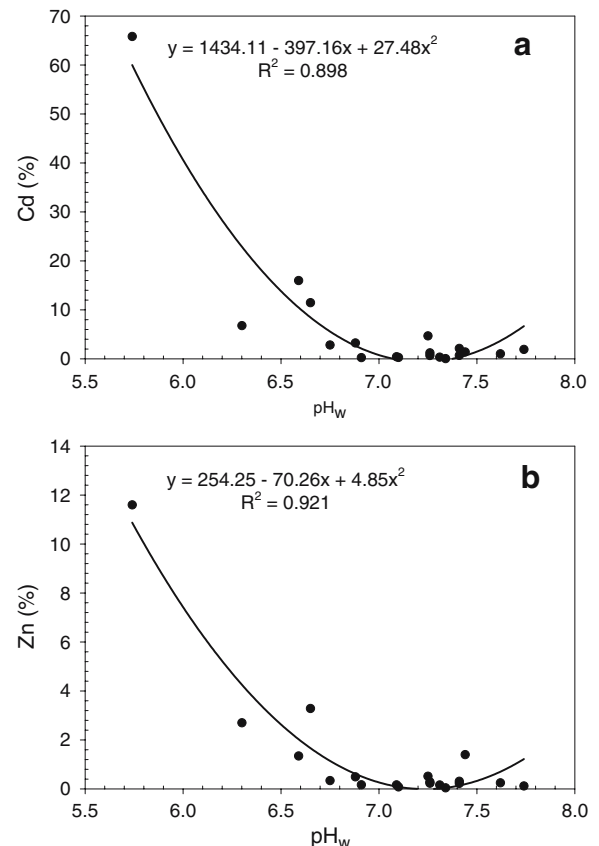 70
60
50
40
30
20
10
0
Cd (%)
y = 1434.11 - 397.16x + 27.48x²
R² = 0.898
a
5.5 6.0 6.5 7.0 7.5 8.0
pHw
14
12
10
8
6
4
2
0
Zn (%)
y = 254.25 - 70.26x + 4.85x²
R² = 0.921
b
5.5 6.0 6.5 7.0 7.5 8.0
pHw